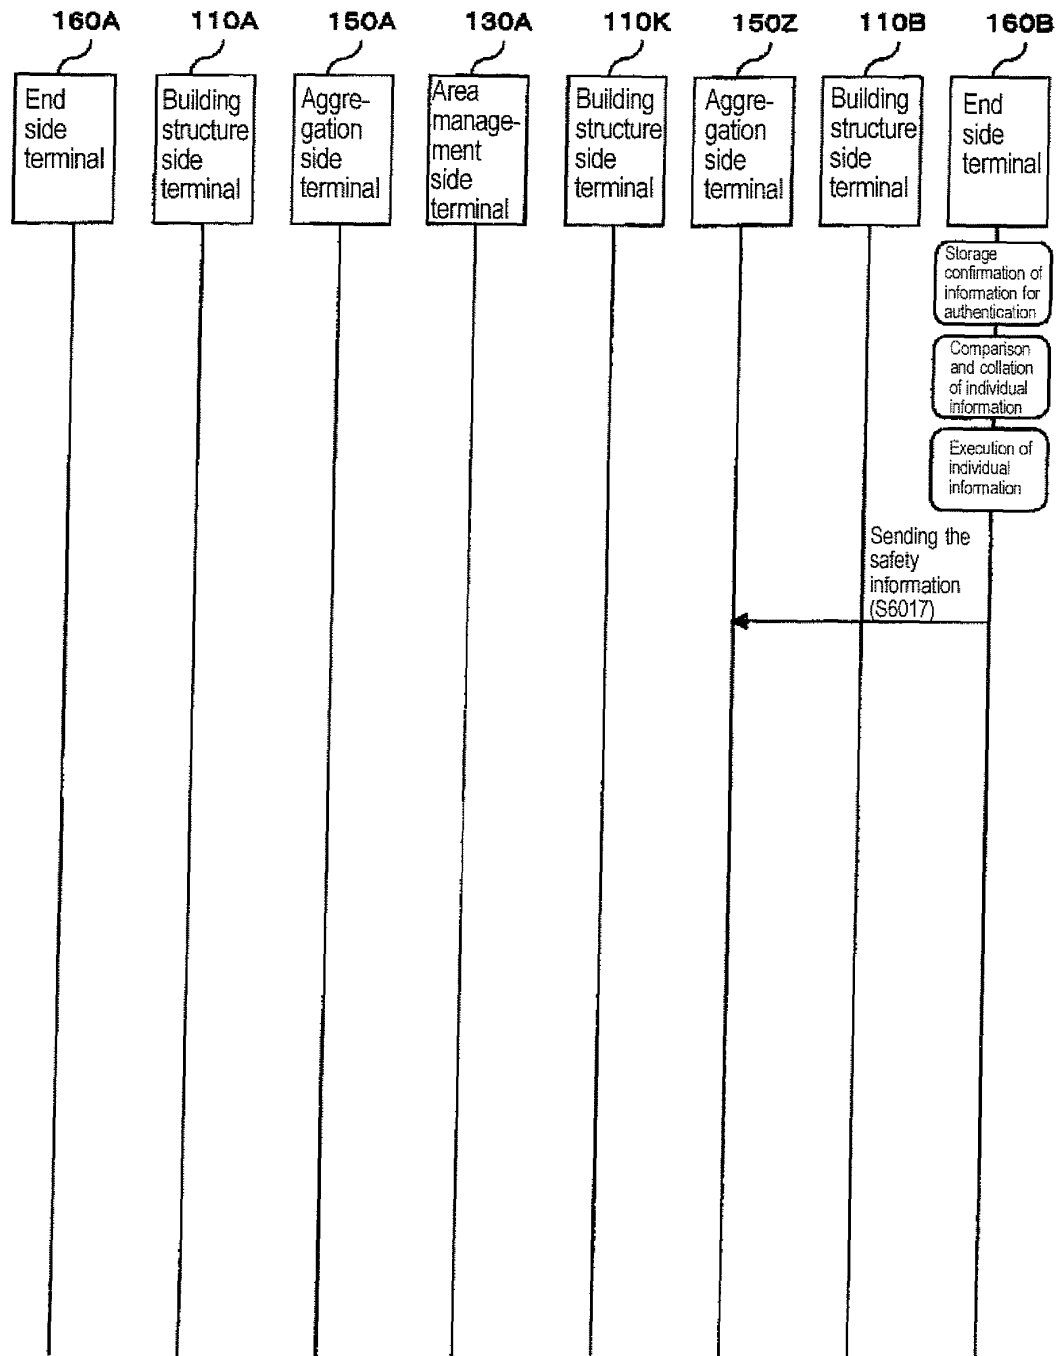 160A 110A 150A 130A 110K 150Z 110B 160B
End
side
terminal
Building
structure
side
terminal
Aggre-
gation
side
terminal
Area
manage-
ment
side
terminal
Building
structure
side
terminal
Aggre-
gation
side
terminal
Building
structure
side
terminal
End
side
terminal
Storage
confirmation of
information for
authentication
Comparison
and collation
of individual
information
Execution of
individual
information
Sending the
safety
information
(S6017)